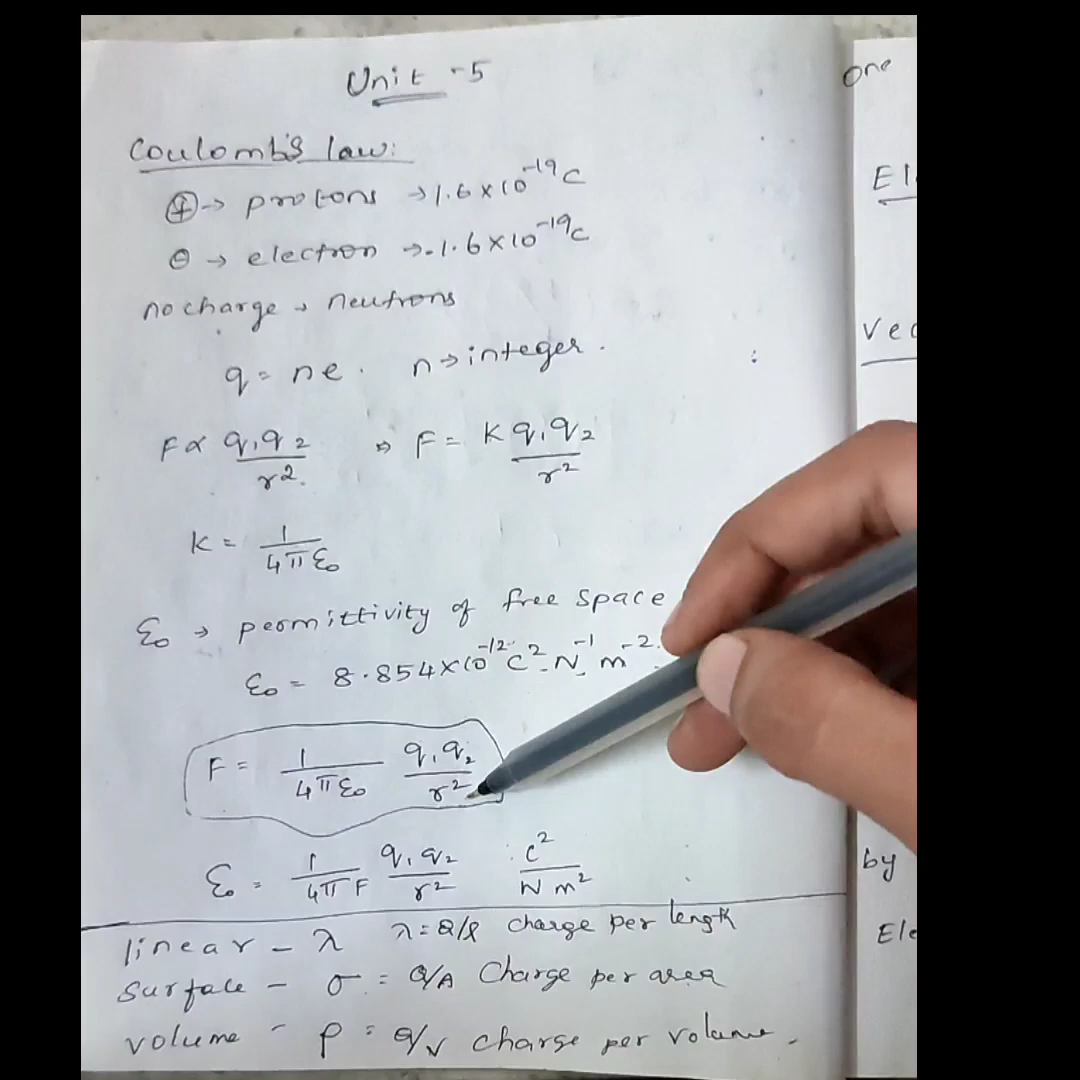 Unit - 5
Coulomb's law:
⊕ → protons → 1.6 × 10⁻¹⁹ C
⊖ → electron → -1.6 × 10⁻¹⁹ C
no charge → neutrons
q = ne. n → integer.
F ∝ q₁q₂/r² ⇒ F = K q₁q₂/r²
K = 1/4πε₀
ε₀ → permittivity of free space
ε₀ = 8.854 × 10⁻¹² C² N⁻¹ m⁻²
F = 1/4πε₀ q₁q₂/r²
ε₀ = 1/4πF q₁q₂/r² C²/N m²
linear - λ λ = Q/l charge per length
Surface - σ = Q/A Charge per area
volume - ρ = q/v charge per volume.
one
El
Vec
by
Ele